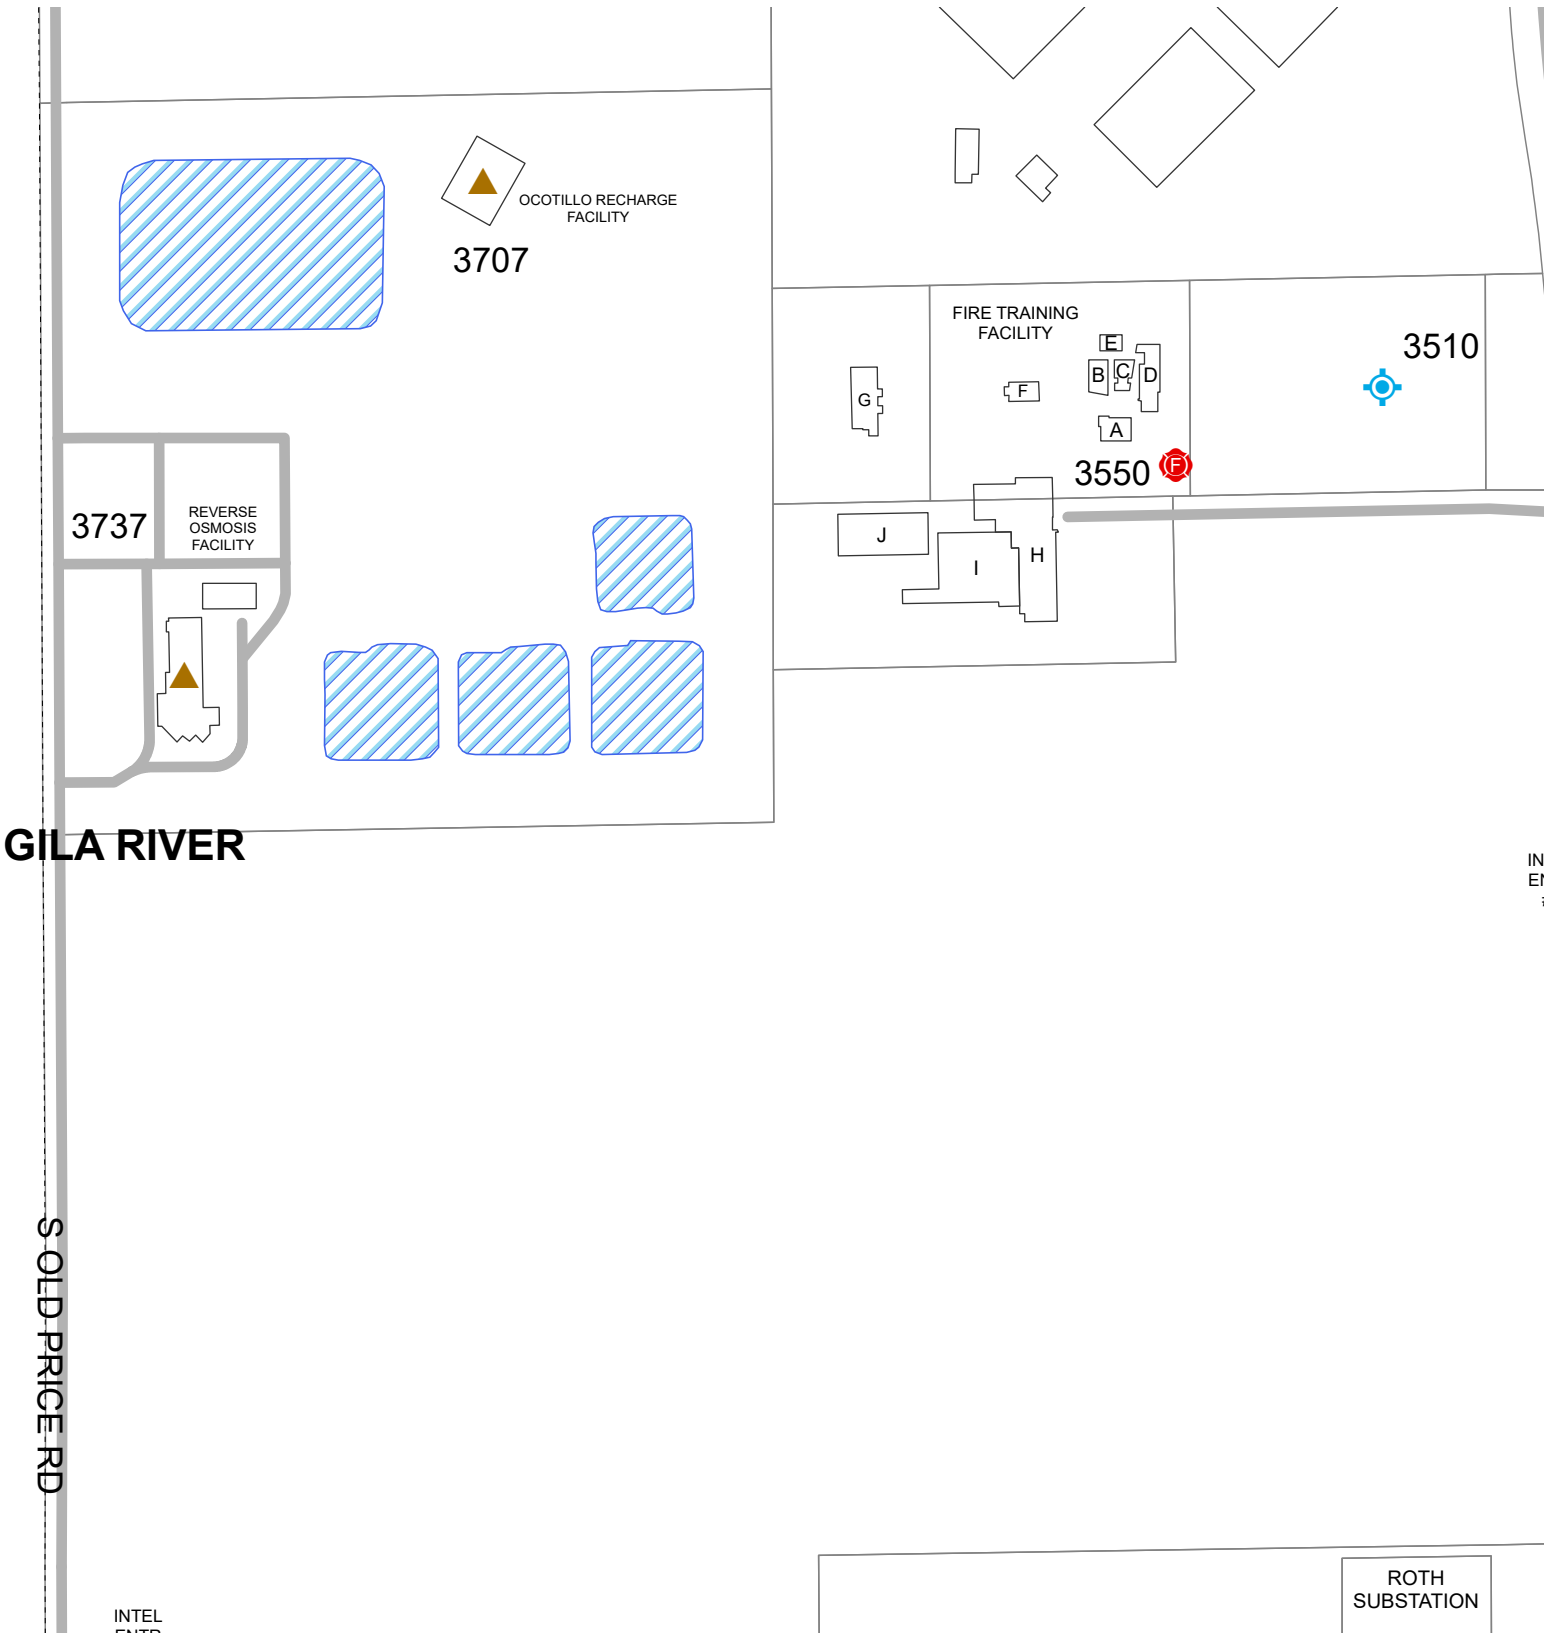 OCOTILLO RECHARGE
FACILITY
3707
FIRE TRAINING
FACILITY
E
B
C
D
F
G
A
3510
3550
F
3737
REVERSE
OSMOSIS
FACILITY
J
H
I
GILA RIVER
S OLD PRICE RD
ROTH
SUBSTATION
INTEL